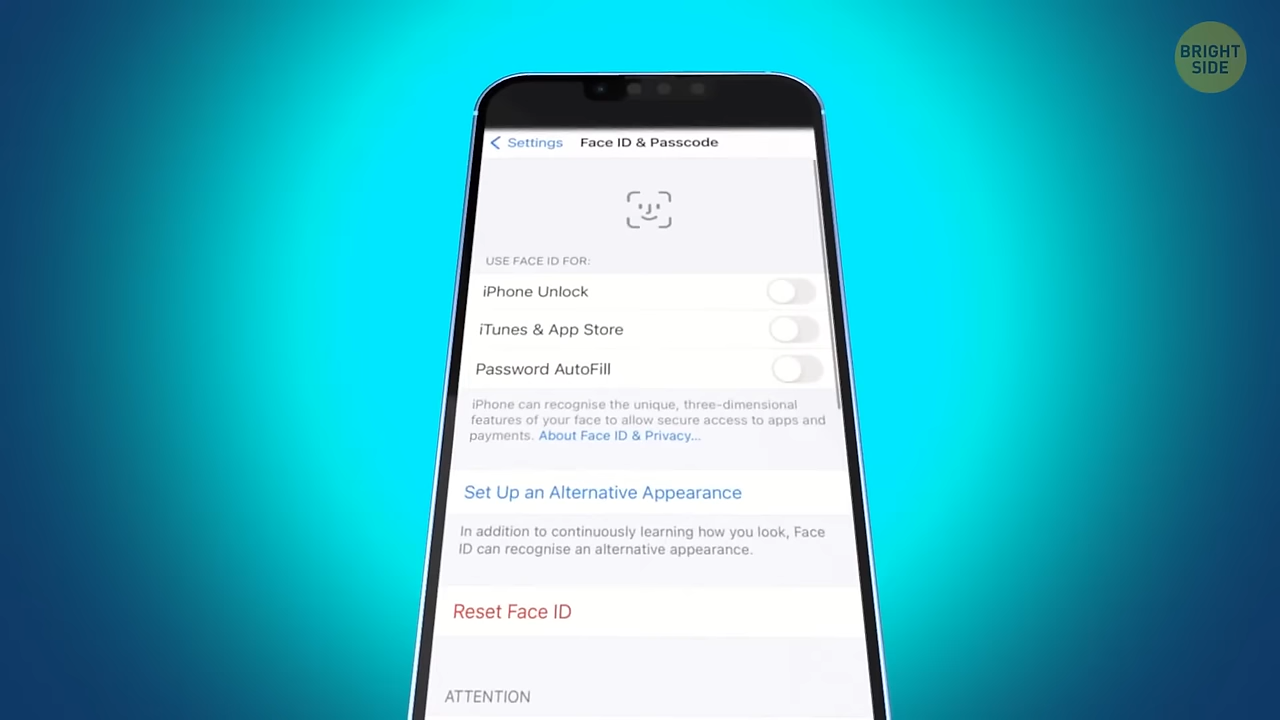 BRIGHT
SIDE
Settings Face ID & Passcode
USE FACE ID FOR:
iPhone Unlock
iTunes & App Store
Password AutoFill
iPhone can recognise the unique, three-dimensional
features of your face to allow secure access to apps and
payments. About Face ID & Privacy...
Set Up an Alternative Appearance
In addition to continuously learning how you look, Face
ID can recognise an alternative appearance.
Reset Face ID
ATTENTION